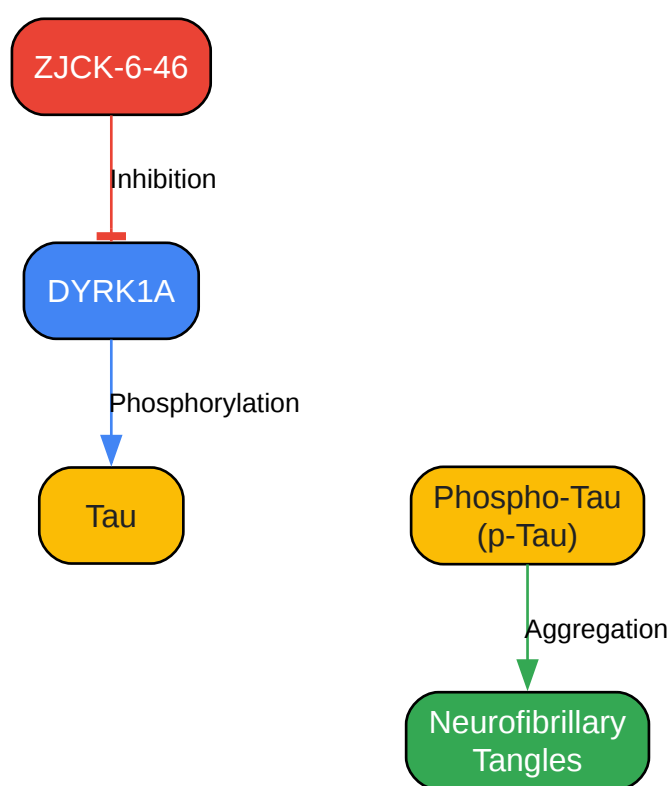 ZJCK-6-46
Inhibition
DYRK1A
Phosphorylation
Tau
Phospho-Tau
(p-Tau)
Aggregation
Neurofibrillary
Tangles